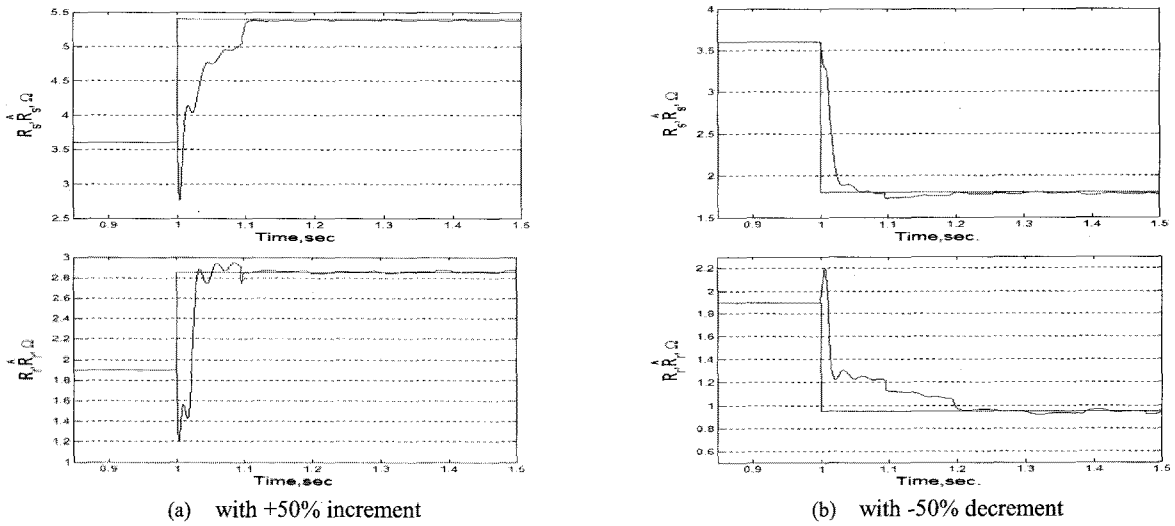 5.5
5
4.5
4
3.5
3
2.5
R̂s,Rs,Ω
0.9 1 1.1 1.2 1.3 1.4 1.5
Time,sec
3
2.8
2.6
2.4
2.2
2
1.8
1.6
1.4
1.2
1
R̂r,Rr,Ω
0.9 1 1.1 1.2 1.3 1.4 1.5
Time,sec
(a) with +50% increment
4
3.5
3
2.5
2
1.5
R̂s,Rs,Ω
0.9 1 1.1 1.2 1.3 1.4 1.5
Time,sec.
2.2
2
1.8
1.6
1.4
1.2
1
0.8
0.6
R̂r,Rr,Ω
0.9 1 1.1 1.2 1.3 1.4 1.5
Time,sec.
(b) with -50% decrement